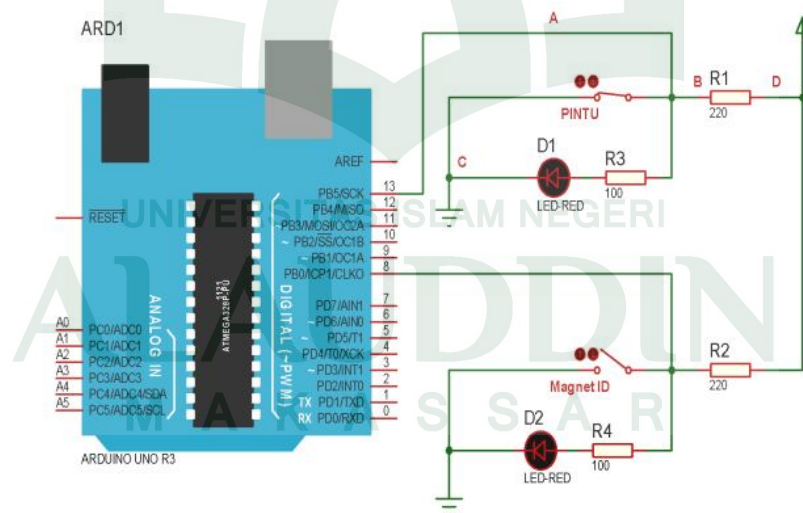 ARD1
ARDUINO UNO R3
RESET
ANALOG IN
A0 PC0/ADC0
A1 PC1/ADC1
A2 PC2/ADC2
A3 PC3/ADC3
A4 PC4/ADC4/SDA
A5 PC5/ADC5/SCL
ATMEGA328P-PU
1121
DIGITAL (~PWM)
AREF
PB5/SCK 13
PB4/MISO 12
~PB3/MOSI/OC2A 11
~ PB2/SS/OC1B 10
~ PB1/OC1A 9
PB0/ICP1/CLKO 8
PD7/AIN1 7
~ PD6/AIN0 6
~ PD5/T1 5
PD4/T0/XCK 4
~ PD3/INT1 3
PD2/INT0 2
TX PD1/TXD 1
RX PD0/RXD 0
A
B
C
D
PINTU
R1
220
D1
LED-RED
R3
100
Magnet ID
R2
220
D2
LED-RED
R4
100
UNIVERSITAS ISLAM NEGERI
ALAUDDIN
MAKASSAR